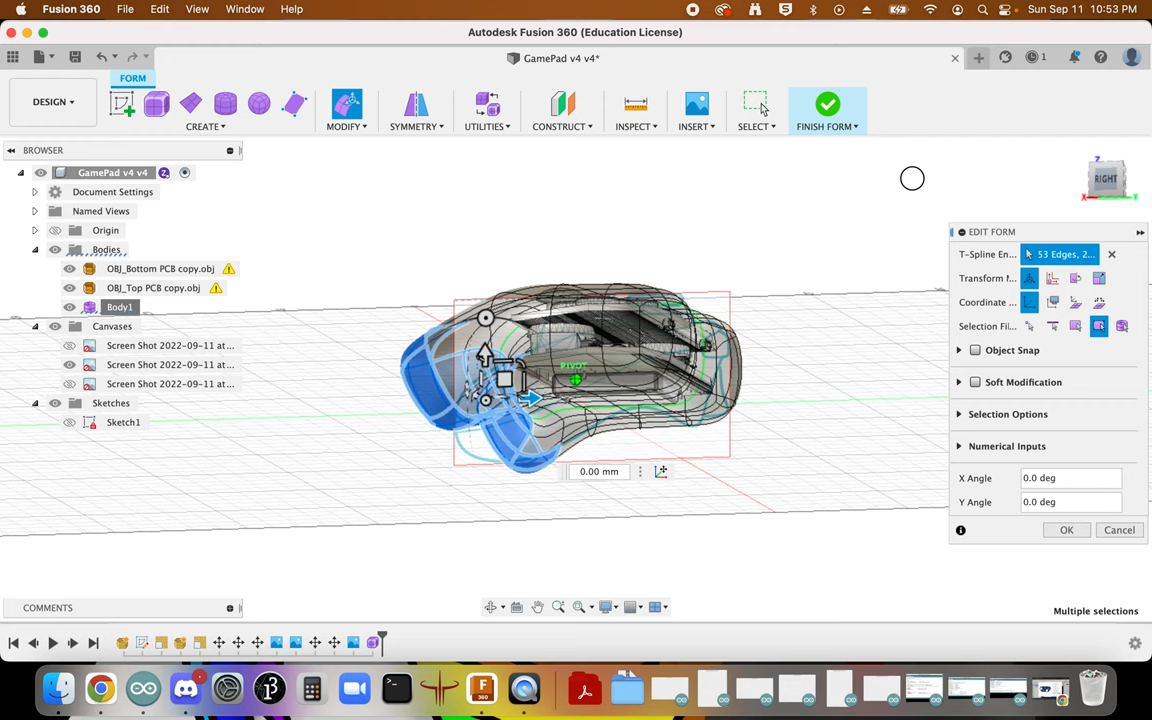 Fusion 360 File Edit View Window Help Sun Sep 11 10:53 PM
Autodesk Fusion 360 (Education License)
GamePad v4 v4*
1
FORM
DESIGN
CREATE MODIFY SYMMETRY UTILITIES CONSTRUCT INSPECT INSERT SELECT FINISH FORM
BROWSER
GamePad v4 v4
Document Settings
Named Views
Origin
Bodies
OBJ_Bottom PCB copy.obj
OBJ_Top PCB copy.obj
Body1
Canvases
Screen Shot 2022-09-11 at...
Screen Shot 2022-09-11 at...
Screen Shot 2022-09-11 at...
Sketches
Sketch1
Z
RIGHT
X
Y
EDIT FORM
T-Spline En... 53 Edges, 2...
Transform M...
Coordinate ...
Selection Fil...
Object Snap
Soft Modification
Selection Options
Numerical Inputs
X Angle 0.0 deg
Y Angle 0.0 deg
OK Cancel
PIVOT
0.00 mm
Multiple selections
COMMENTS